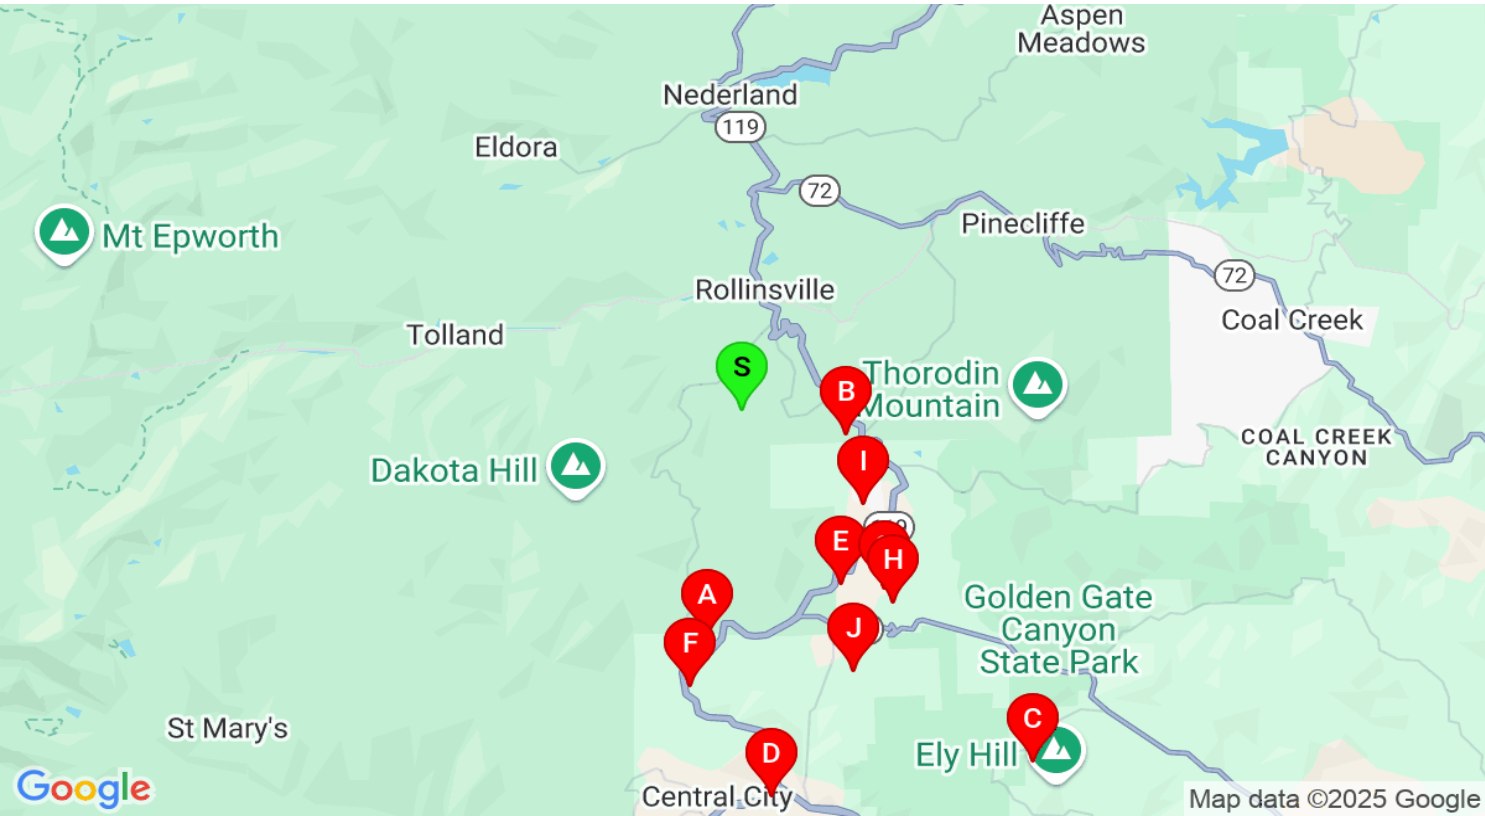 Aspen
Meadows
Nederland
119
Eldora
72
Pinecliffe
Mt Epworth
72
Rollinsville
Coal Creek
Tolland
S
B
Thorodin
Mountain
COAL CREEK
CANYON
I
Dakota Hill
E
H
A
Golden Gate
Canyon
State Park
J
F
C
St Mary's
D
Ely Hill
Google
Central City
Map data ©2025 Google